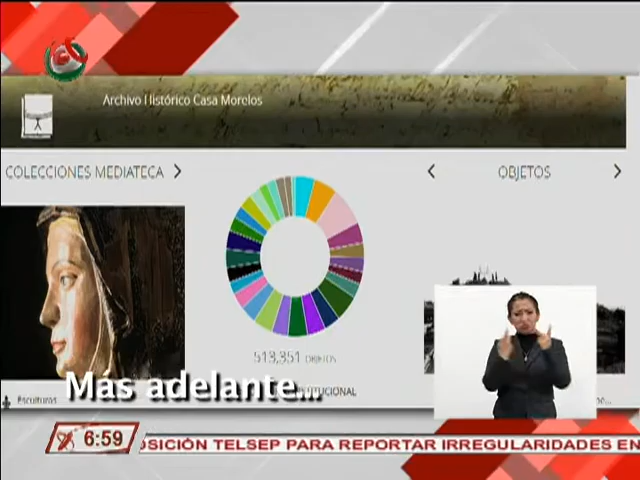 Archivo Histórico Casa Morelos
COLECCIONES MEDIATECA
OBJETOS
513,351 OBJETOS
Esculturas
Más adelante...
6:59
OSICIÓN TELSEP PARA REPORTAR IRREGULARIDADES EN